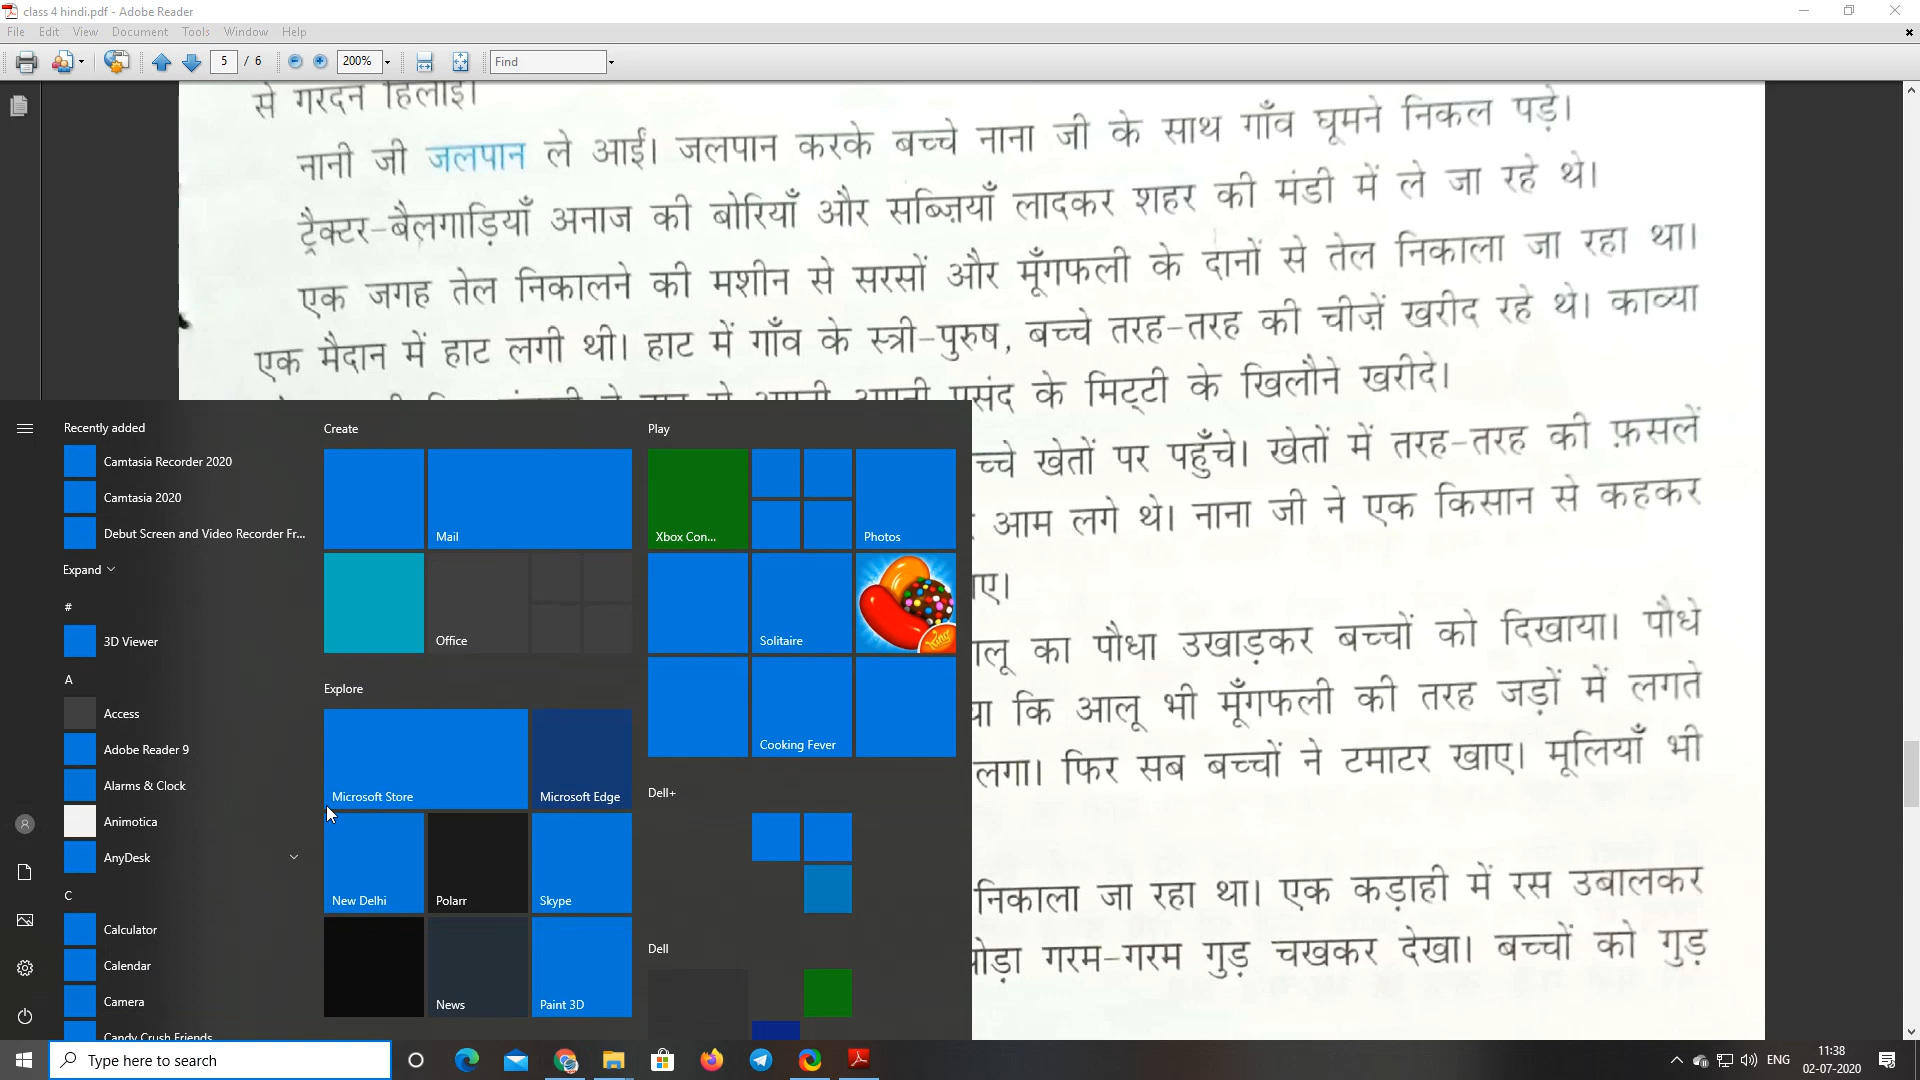 class 4 hindi.pdf - Adobe Reader
File Edit View Document Tools Window Help
5 / 6 200% Find
से गरदन हिलाई।
नानी जी जलपान ले आईं। जलपान करके बच्चे नाना जी के साथ गाँव घूमने निकल पड़े।
ट्रैक्टर-बैलगाड़ियाँ अनाज की बोरियाँ और सब्ज़ियाँ लादकर शहर की मंडी में ले जा रहे थे।
एक जगह तेल निकालने की मशीन से सरसों और मूँगफली के दानों से तेल निकाला जा रहा था।
एक मैदान में हाट लगी थी। हाट में गाँव के स्त्री-पुरुष, बच्चे तरह-तरह की चीज़ें खरीद रहे थे। काव्या
पसंद के मिट्टी के खिलौने खरीदे।
च्चे खेतों पर पहुँचे। खेतों में तरह-तरह की फ़सलें
आम लगे थे। नाना जी ने एक किसान से कहकर
ाए।
ालू का पौधा उखाड़कर बच्चों को दिखाया। पौधे
या कि आलू भी मूँगफली की तरह जड़ों में लगते
लगा। फिर सब बच्चों ने टमाटर खाए। मूलियाँ भी
निकाला जा रहा था। एक कड़ाही में रस उबालकर
थोड़ा गरम-गरम गुड़ चखकर देखा। बच्चों को गुड़
Recently added
Camtasia Recorder 2020
Camtasia 2020
Debut Screen and Video Recorder Fr...
Expand
#
3D Viewer
A
Access
Adobe Reader 9
Alarms & Clock
Animotica
AnyDesk
C
Calculator
Calendar
Camera
Candy Crush Friends
Create
Mail
Office
Explore
Microsoft Store
Microsoft Edge
New Delhi
Polarr
Skype
News
Paint 3D
Play
Xbox Con...
Photos
Solitaire
King
Cooking Fever
Dell+
Dell
Type here to search
ENG
11:38
02-07-2020